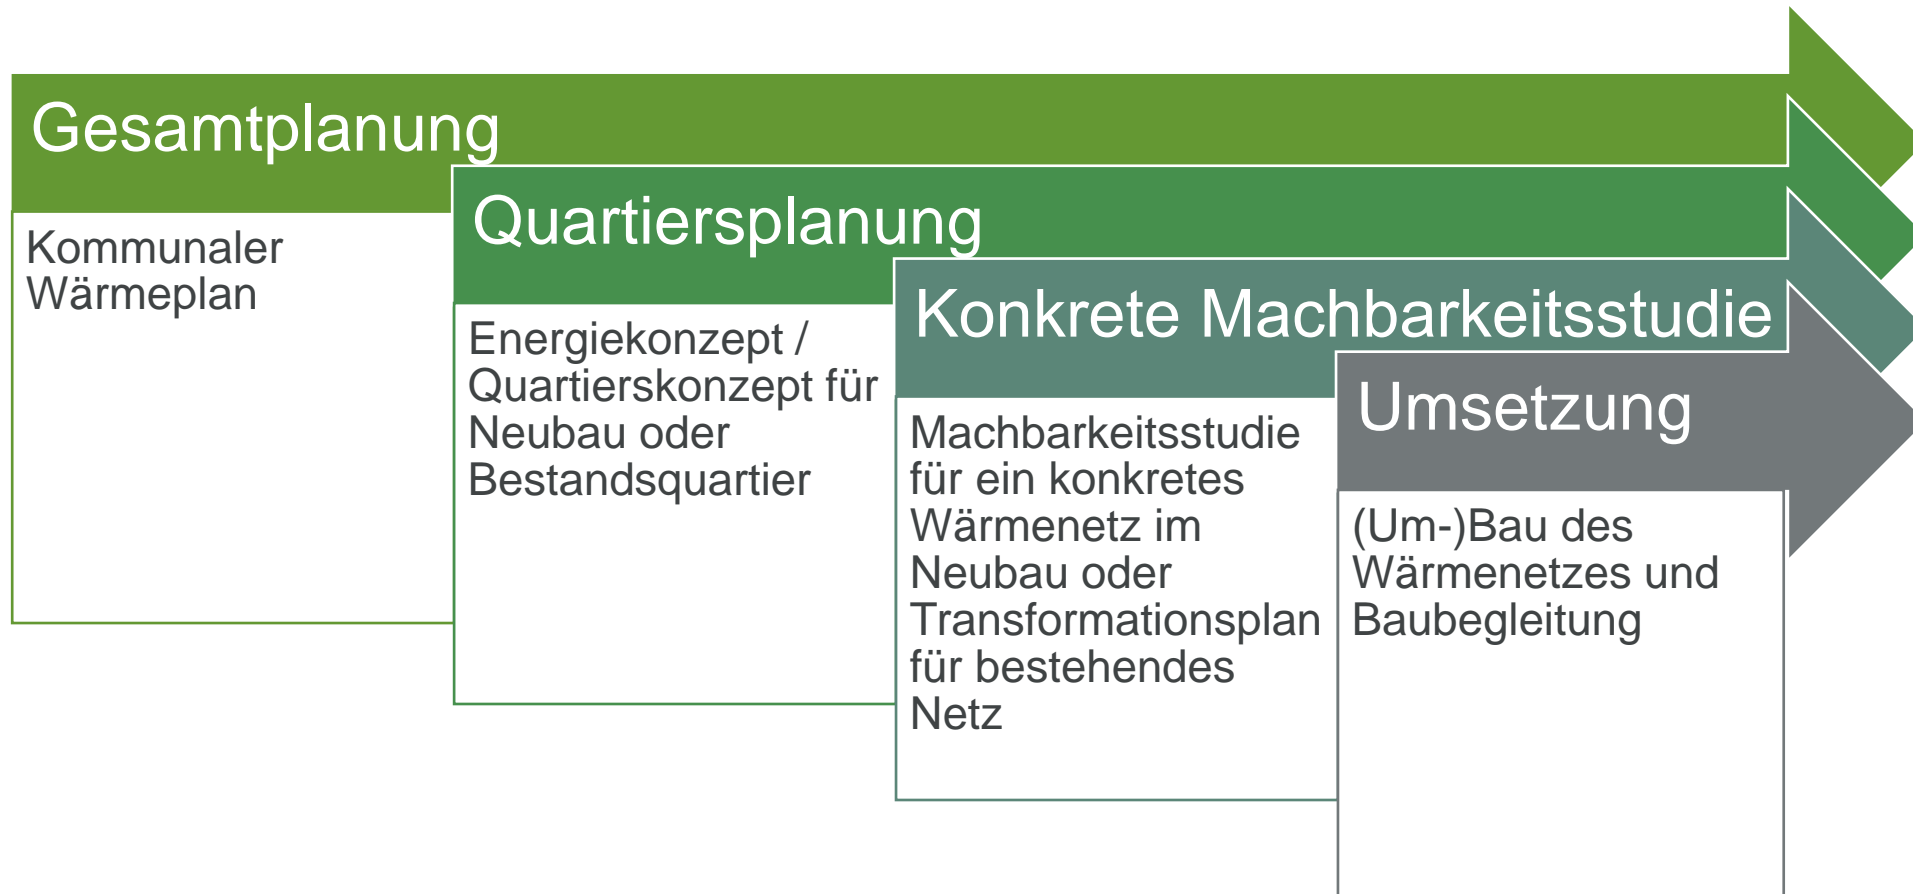 Gesamtplanung
Kommunaler
Wärmeplan
Quartiersplanung
Energiekonzept /
Quartierskonzept für
Neubau oder
Bestandsquartier
Konkrete Machbarkeitsstudie
Machbarkeitsstudie
für ein konkretes
Wärmenetz im
Neubau oder
Transformationsplan
für bestehendes
Netz
Umsetzung
(Um-)Bau des
Wärmenetzes und
Baubegleitung